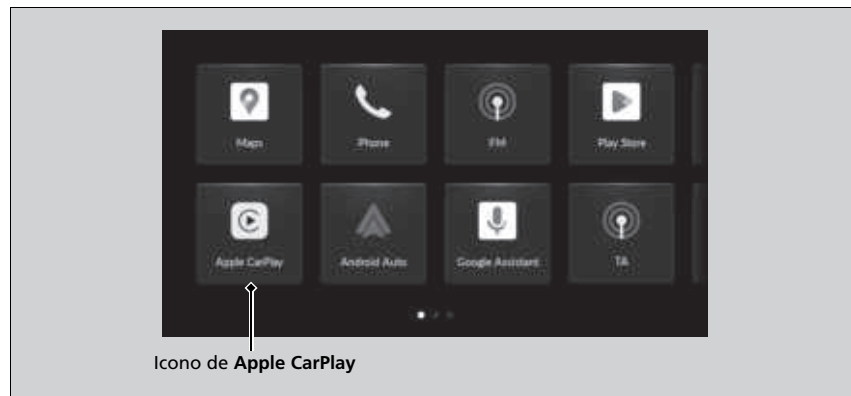 Maps
Phone
FM
Play Store
Apple CarPlay
Android Auto
Google Assistant
TA
Icono de Apple CarPlay